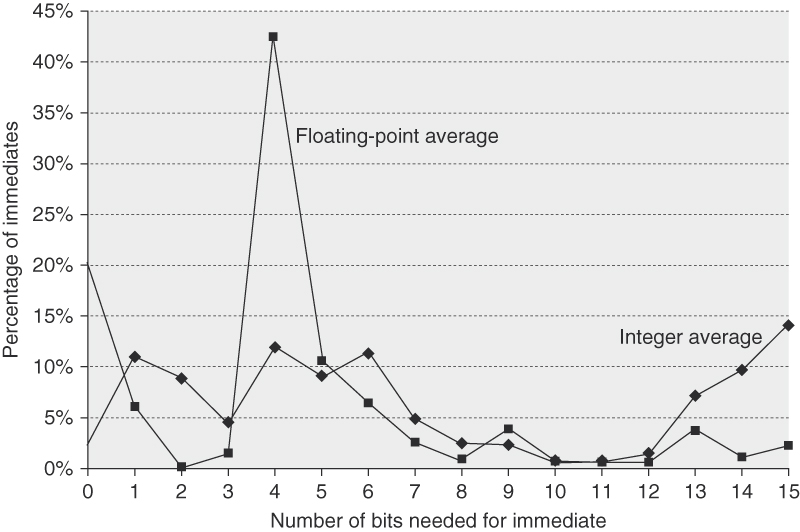 45%
40%
35%
30%
25%
20%
15%
10%
5%
0%
Percentage of immediates
Floating-point average
Integer average
0 1 2 3 4 5 6 7 8 9 10 11 12 13 14 15
Number of bits needed for immediate